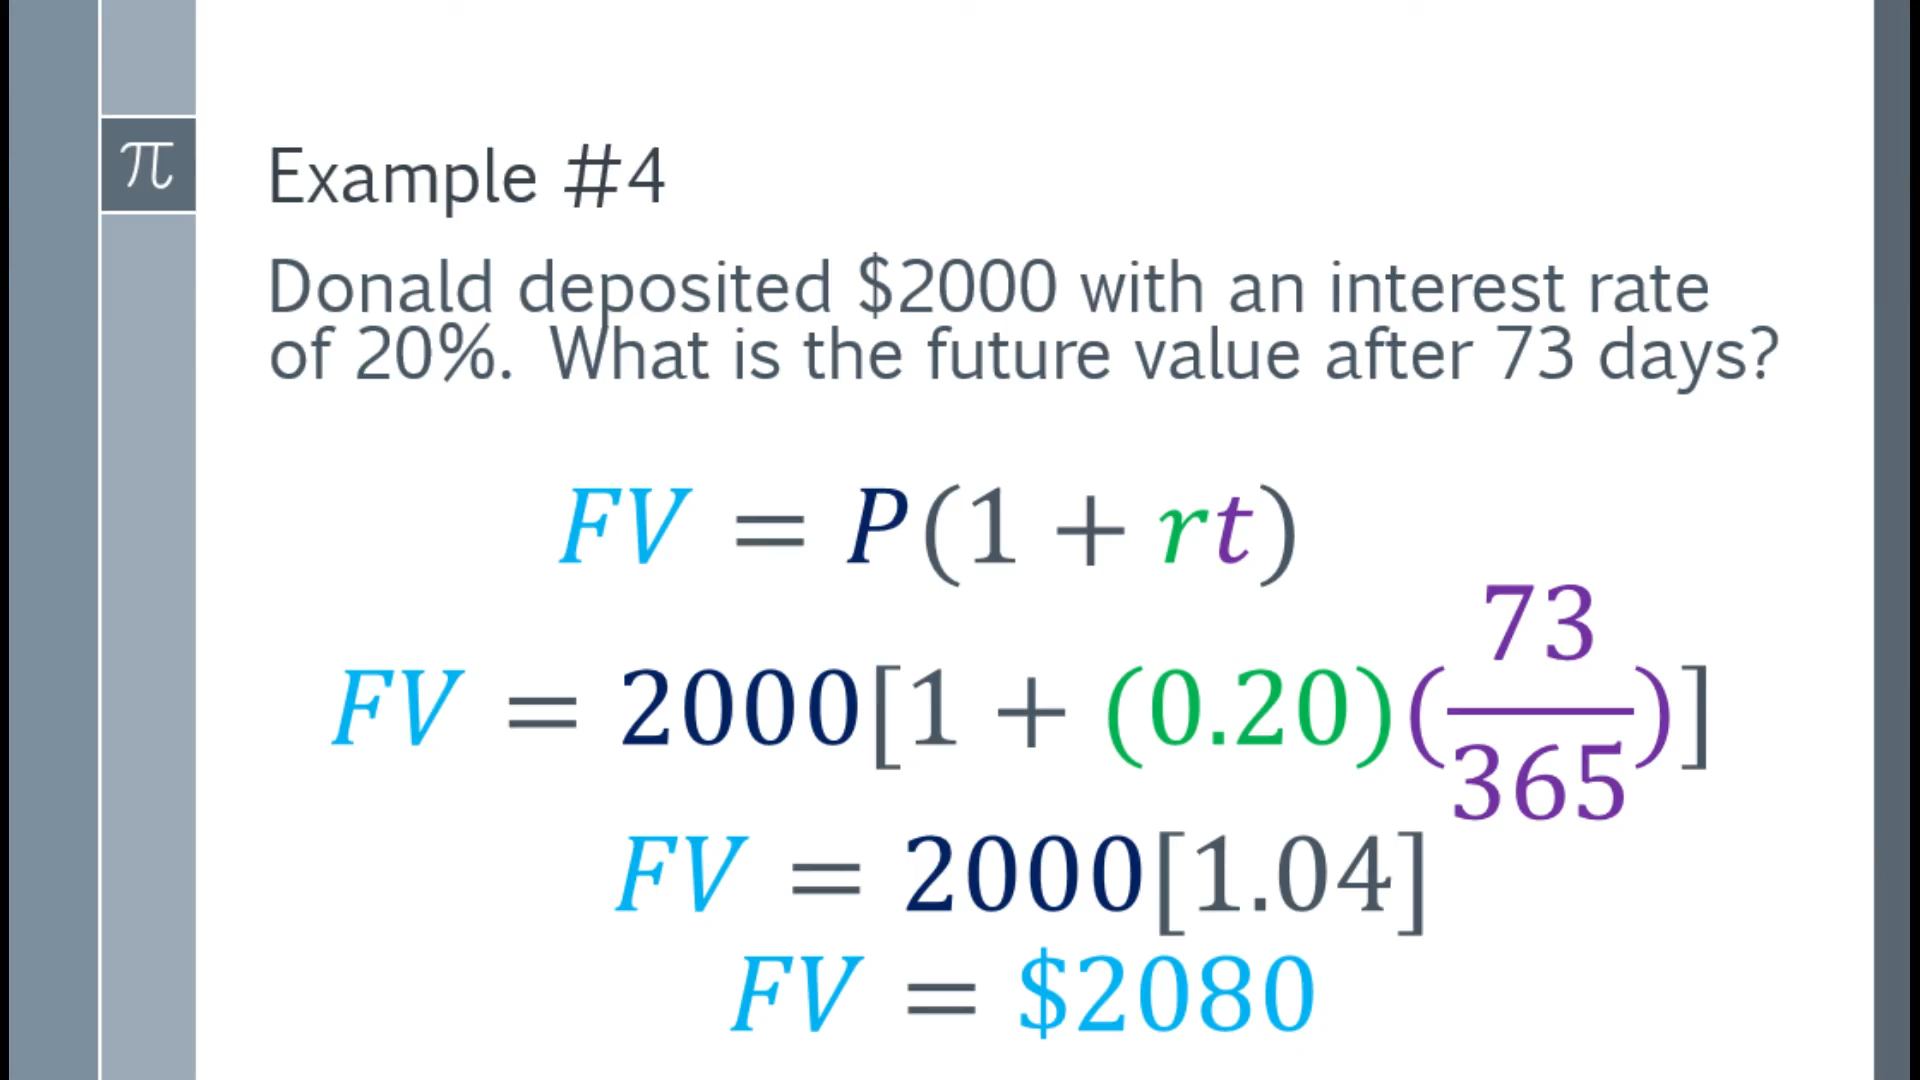 π
Example #4
Donald deposited $2000 with an interest rate
of 20%. What is the future value after 73 days?
FV = P(1 + rt)
FV = 2000[1 + (0.20)(73/365)]
FV = 2000[1.04]
FV = $2080